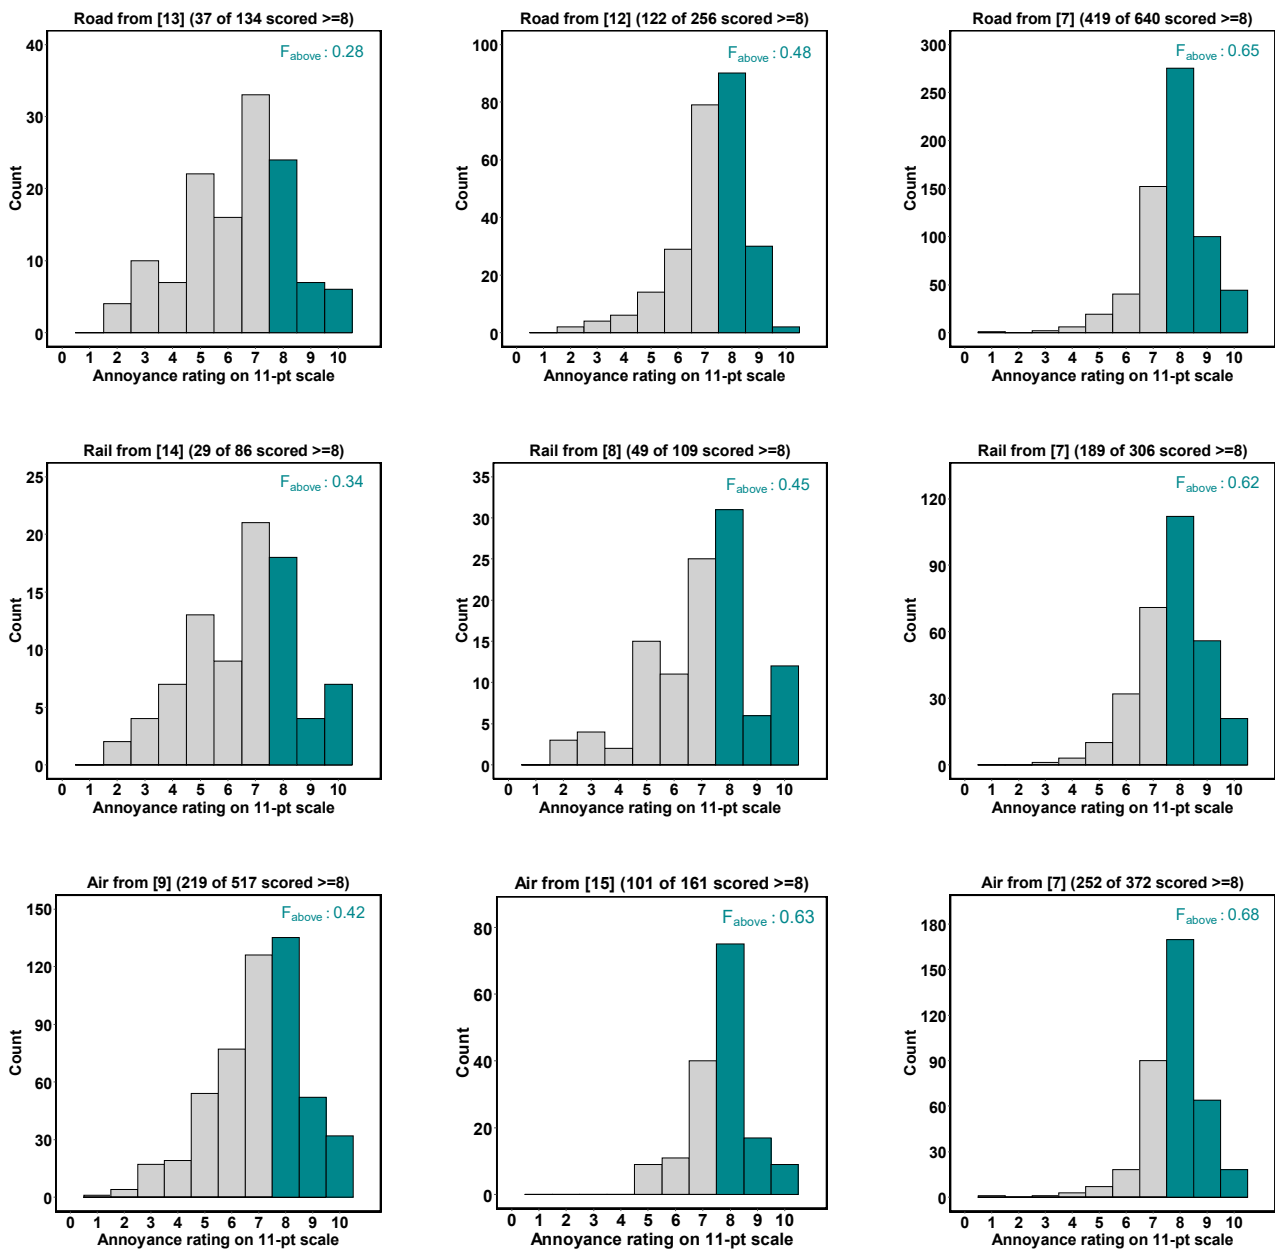 Road from [13] (37 of 134 scored >=8)
F_above : 0.28
40
30
20
10
0
Count
0 1 2 3 4 5 6 7 8 9 10
Annoyance rating on 11-pt scale
Road from [12] (122 of 256 scored >=8)
F_above : 0.48
100
80
60
40
20
0
Count
0 1 2 3 4 5 6 7 8 9 10
Annoyance rating on 11-pt scale
Road from [7] (419 of 640 scored >=8)
F_above : 0.65
300
250
200
150
100
50
0
Count
0 1 2 3 4 5 6 7 8 9 10
Annoyance rating on 11-pt scale
Rail from [14] (29 of 86 scored >=8)
F_above : 0.34
25
20
15
10
5
0
Count
0 1 2 3 4 5 6 7 8 9 10
Annoyance rating on 11-pt scale
Rail from [8] (49 of 109 scored >=8)
F_above : 0.45
35
30
25
20
15
10
5
0
Count
0 1 2 3 4 5 6 7 8 9 10
Annoyance rating on 11-pt scale
Rail from [7] (189 of 306 scored >=8)
F_above : 0.62
120
90
60
30
0
Count
0 1 2 3 4 5 6 7 8 9 10
Annoyance rating on 11-pt scale
Air from [9] (219 of 517 scored >=8)
F_above : 0.42
150
120
90
60
30
0
Count
0 1 2 3 4 5 6 7 8 9 10
Annoyance rating on 11-pt scale
Air from [15] (101 of 161 scored >=8)
F_above : 0.63
80
60
40
20
0
Count
0 1 2 3 4 5 6 7 8 9 10
Annoyance rating on 11-pt scale
Air from [7] (252 of 372 scored >=8)
F_above : 0.68
180
150
120
90
60
30
0
Count
0 1 2 3 4 5 6 7 8 9 10
Annoyance rating on 11-pt scale